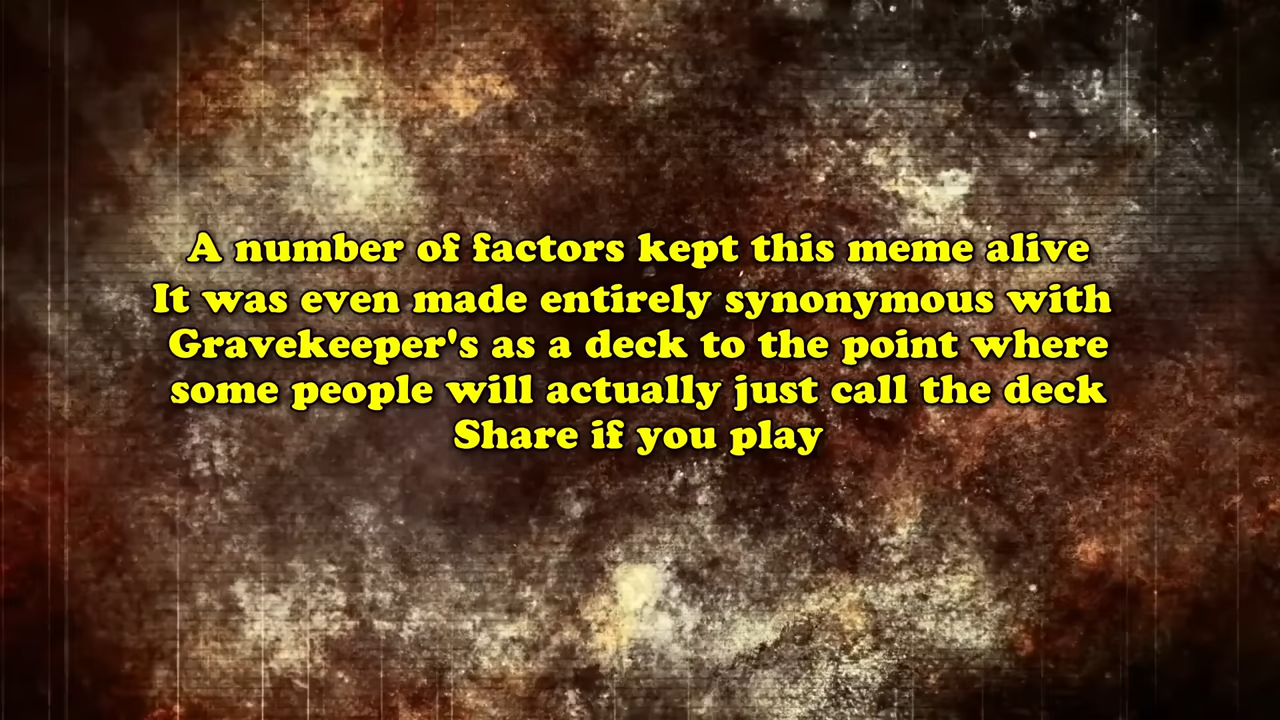 A number of factors kept this meme alive
It was even made entirely synonymous with
Gravekeeper's as a deck to the point where
some people will actually just call the deck
Share if you play